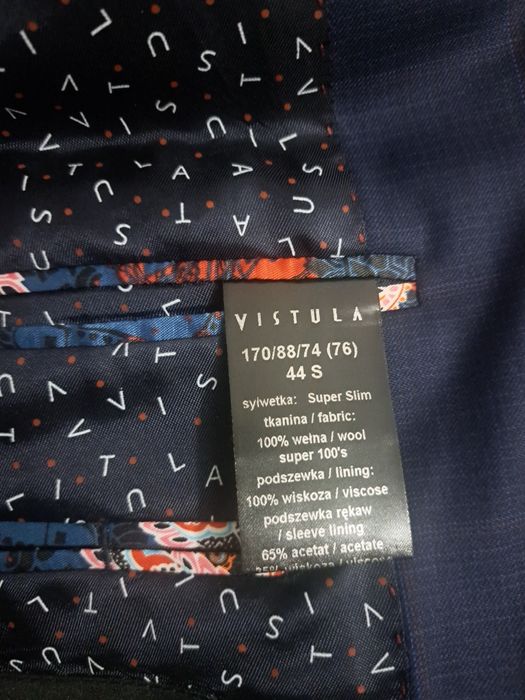 VISTULA
170/88/74 (76)
44 S
sylwetka: Super Slim
tkanina / fabric:
100% wełna / wool
super 100's
podszewka / lining:
100% wiskoza / viscose
podszewka rękaw
/ sleeve lining
65% acetat / acetate